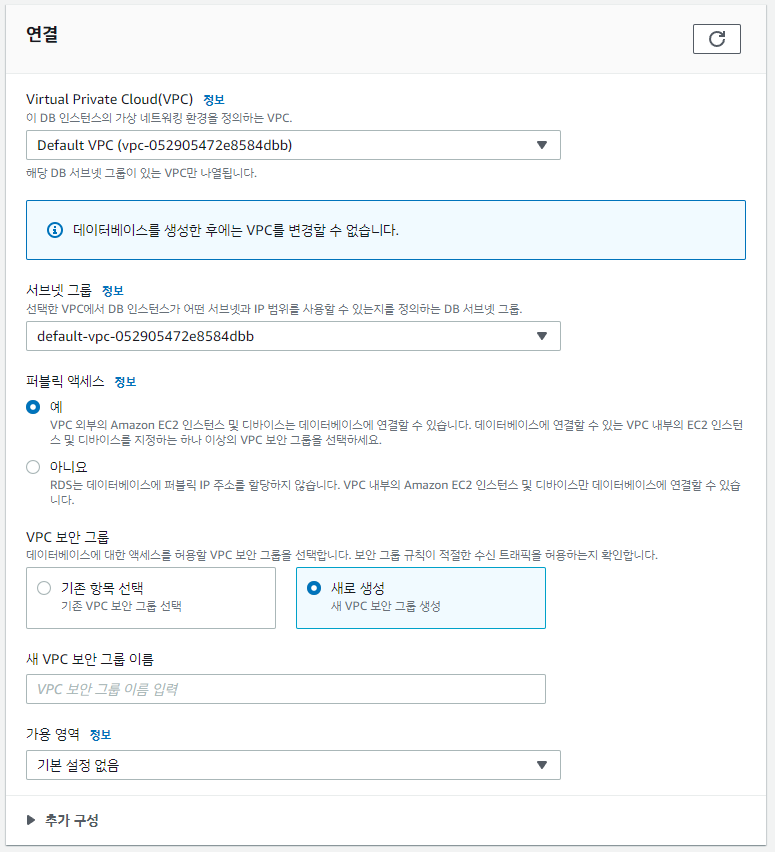 연결
Virtual Private Cloud(VPC) 정보
이 DB 인스턴스의 가상 네트워킹 환경을 정의하는 VPC.
Default VPC (vpc-052905472e8584dbb)
해당 DB 서브넷 그룹이 있는 VPC만 나열됩니다.
데이터베이스를 생성한 후에는 VPC를 변경할 수 없습니다.
서브넷 그룹 정보
선택한 VPC에서 DB 인스턴스가 어떤 서브넷과 IP 범위를 사용할 수 있는지를 정의하는 DB 서브넷 그룹.
default-vpc-052905472e8584dbb
퍼블릭 액세스 정보
예
VPC 외부의 Amazon EC2 인스턴스 및 디바이스는 데이터베이스에 연결할 수 있습니다. 데이터베이스에 연결할 수 있는 VPC 내부의 EC2 인스턴
스 및 디바이스를 지정하는 하나 이상의 VPC 보안 그룹을 선택하세요.
아니요
RDS는 데이터베이스에 퍼블릭 IP 주소를 할당하지 않습니다. VPC 내부의 Amazon EC2 인스턴스 및 디바이스만 데이터베이스에 연결할 수 있습
니다.
VPC 보안 그룹
데이터베이스에 대한 액세스를 허용할 VPC 보안 그룹을 선택합니다. 보안 그룹 규칙이 적절한 수신 트래픽을 허용하는지 확인합니다.
기존 항목 선택
기존 VPC 보안 그룹 선택
새로 생성
새 VPC 보안 그룹 생성
새 VPC 보안 그룹 이름
VPC 보안 그룹 이름 입력
가용 영역 정보
기본 설정 없음
추가 구성